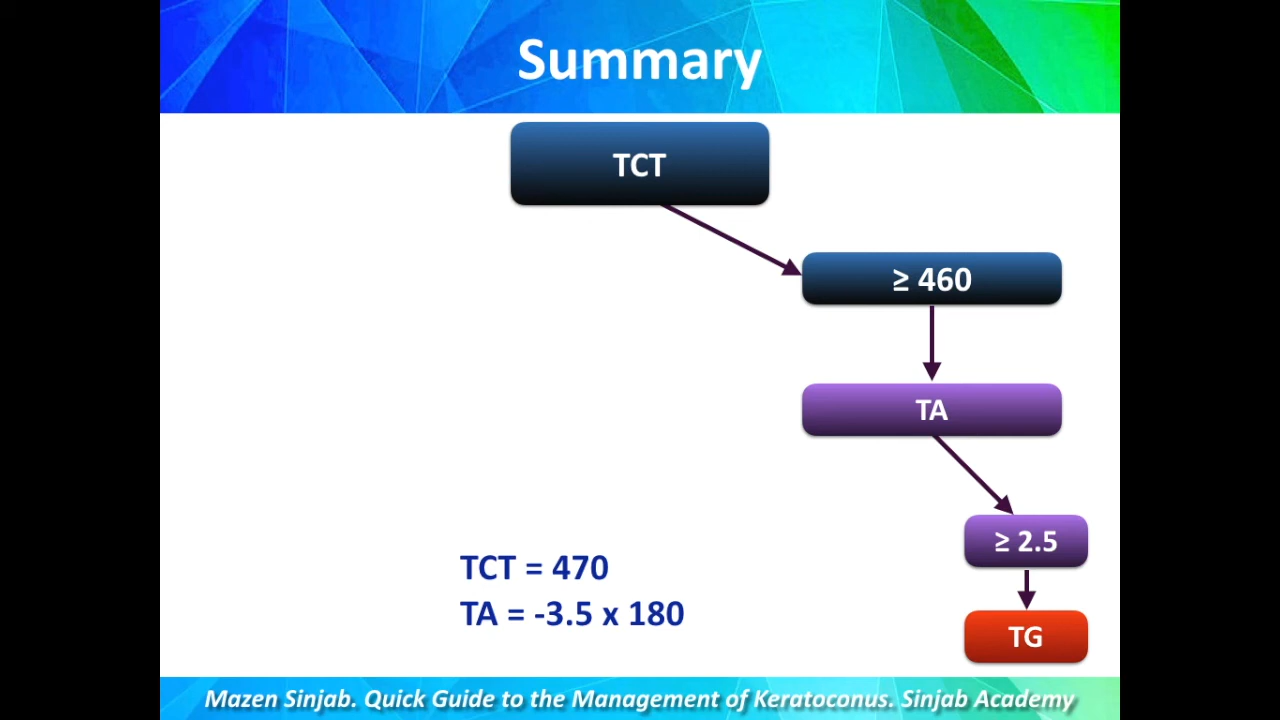 Summary
TCT
≥ 460
TA
≥ 2.5
TCT = 470
TA = -3.5 x 180
TG
Mazen Sinjab. Quick Guide to the Management of Keratoconus. Sinjab Academy